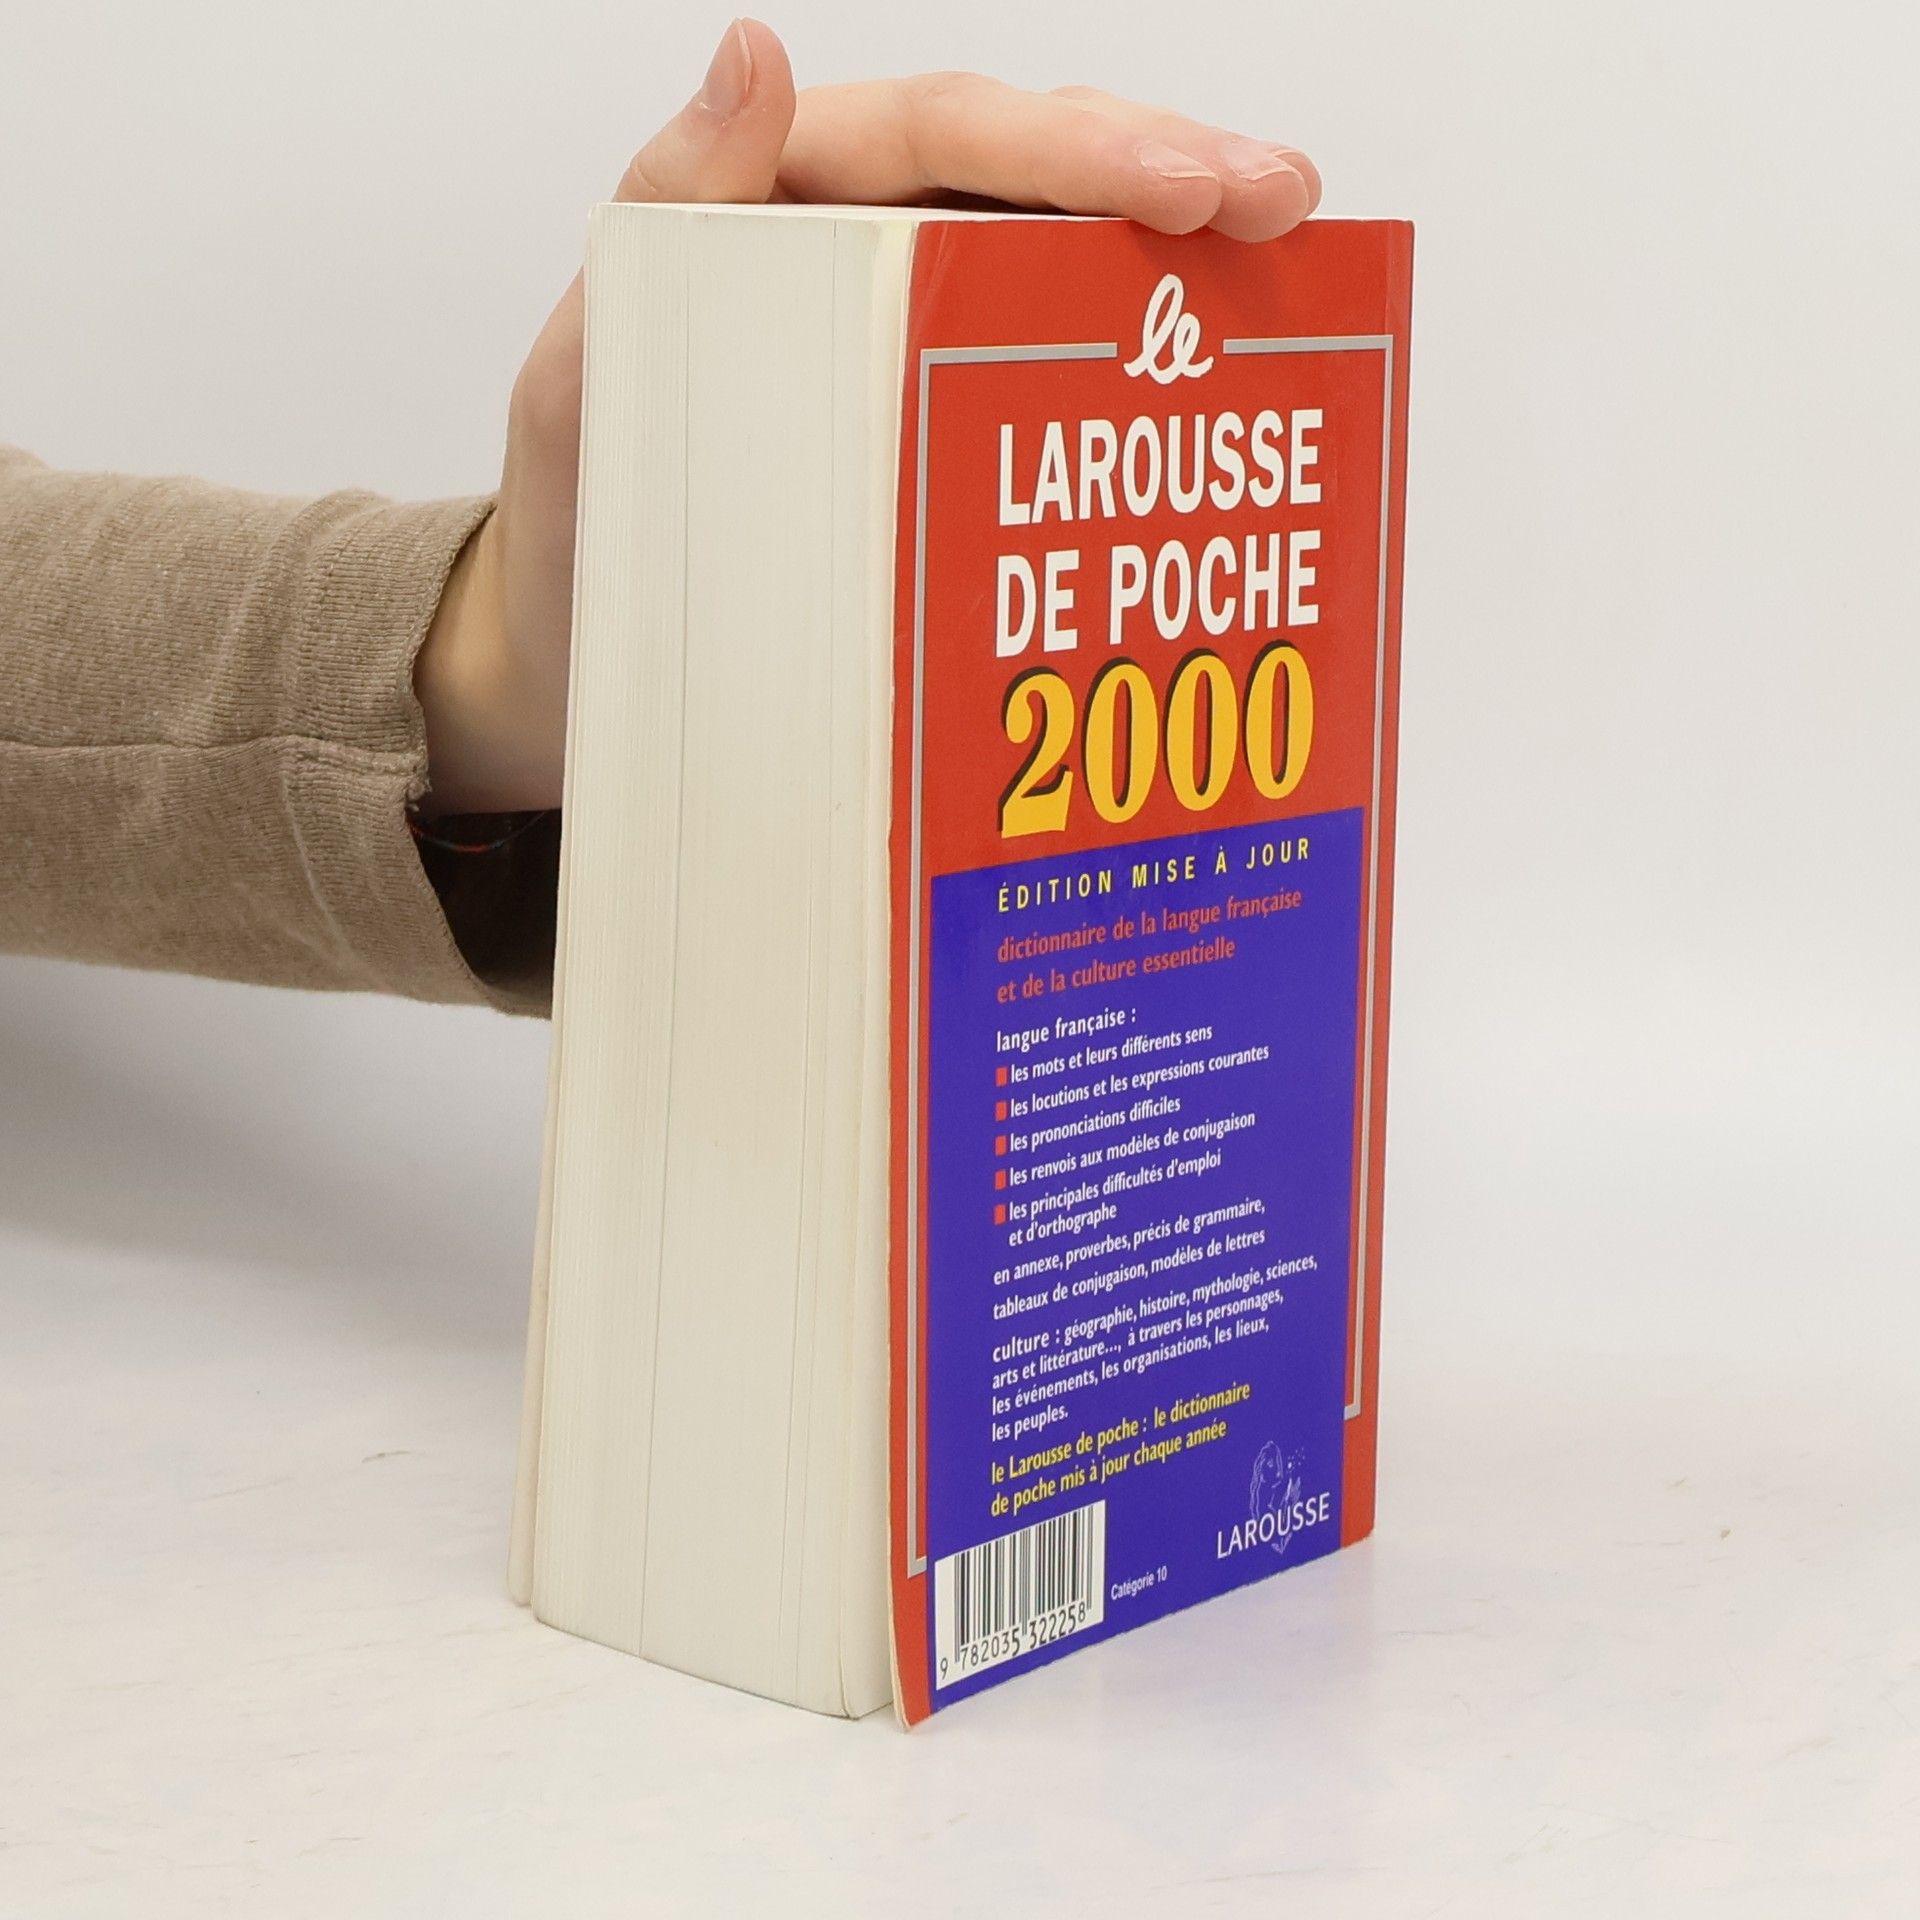 le
LAROUSSE
DE POCHE
2000
ÉDITION MISE À JOUR
dictionnaire de la langue française
et de la culture essentielle
langue française :
les mots et leurs différents sens
les locutions et les expressions courantes
les prononciations difficiles
les renvois aux modèles de conjugaison
les principales difficultés d'emploi
et d'orthographe
en annexe, proverbes, précis de grammaire,
tableaux de conjugaison, modèles de lettres
culture : géographie, histoire, mythologie, sciences,
arts et littérature..., à travers les personnages,
les événements, les organisations, les lieux,
les peuples.
le Larousse de poche : le dictionnaire
de poche mis à jour chaque année
LAROUSSE
Catégorie 10
9 782035 322258